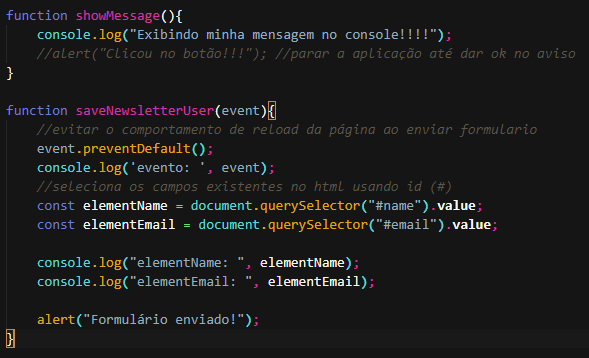 function showMessage(){
console.log("Exibindo minha mensagem no console!!!!");
//alert("Clicou no botão!!!"); //parar a aplicação até dar ok no aviso
}
function saveNewsletterUser(event){
//evitar o comportamento de reload da página ao enviar formulario
event.preventDefault();
console.log('evento: ', event);
//seleciona os campos existentes no html usando id (#)
const elementName = document.querySelector("#name").value;
const elementEmail = document.querySelector("#email").value;
console.log("elementName: ", elementName);
console.log("elementEmail: ", elementEmail);
alert("Formulário enviado!");
}